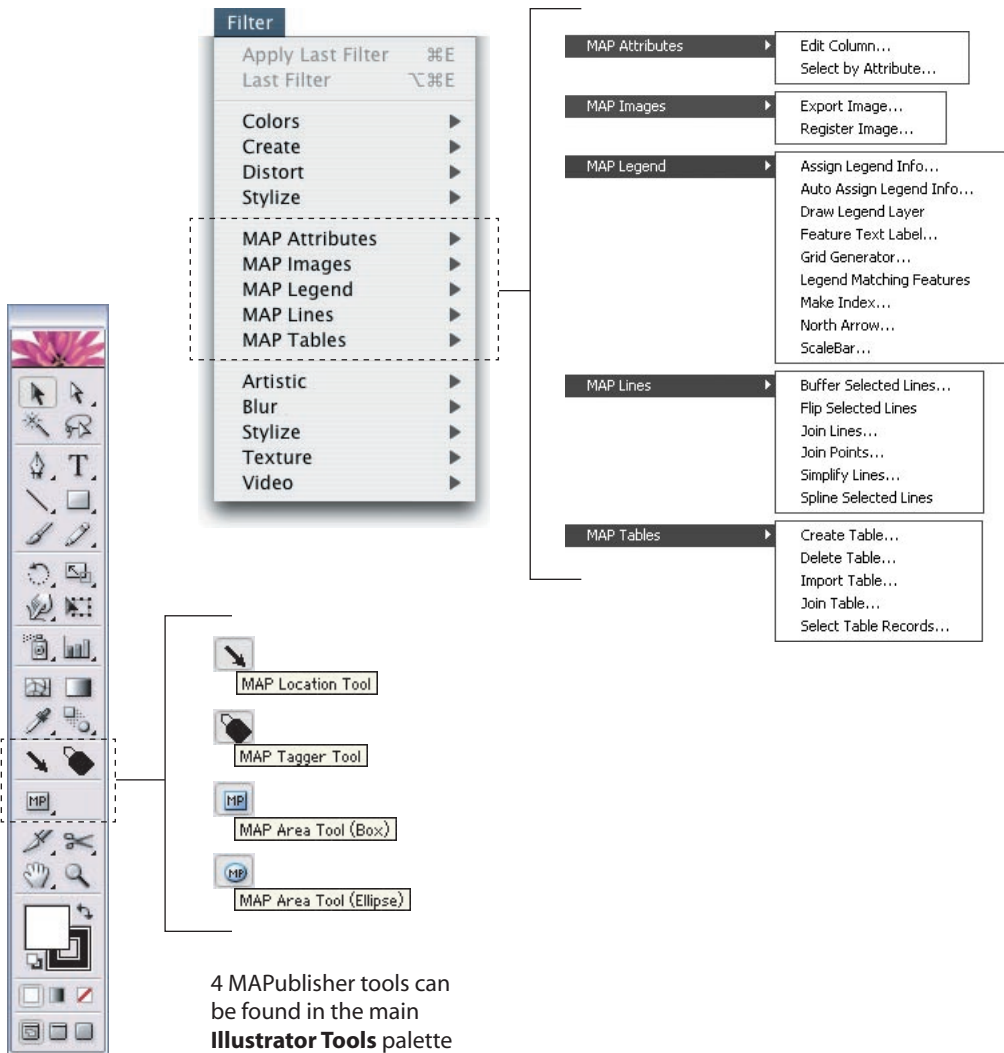 Filter
Apply Last Filter ⌘E
Last Filter ⌥⌘E
Colors
Create
Distort
Stylize
MAP Attributes
MAP Images
MAP Legend
MAP Lines
MAP Tables
Artistic
Blur
Stylize
Texture
Video
MAP Attributes
Edit Column...
Select by Attribute...
MAP Images
Export Image...
Register Image...
MAP Legend
Assign Legend Info...
Auto Assign Legend Info...
Draw Legend Layer
Feature Text Label...
Grid Generator...
Legend Matching Features
Make Index...
North Arrow...
ScaleBar...
MAP Lines
Buffer Selected Lines...
Flip Selected Lines
Join Lines...
Join Points...
Simplify Lines...
Spline Selected Lines
MAP Tables
Create Table...
Delete Table...
Import Table...
Join Table...
Select Table Records...
T
MP
MAP Location Tool
MAP Tagger Tool
MP
MAP Area Tool (Box)
MP
MAP Area Tool (Ellipse)
4 MAPublisher tools can
be found in the main
Illustrator Tools palette